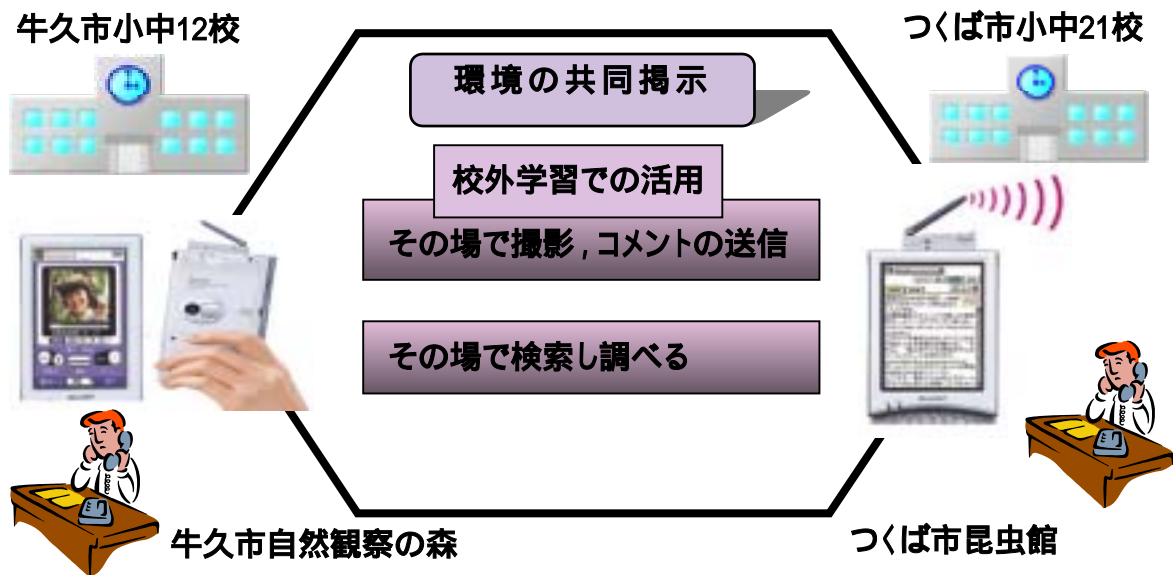 牛久市小中12校
つくば市小中21校
環境の共同掲示
校外学習での活用
その場で撮影,コメントの送信
その場で検索し調べる
牛久市自然観察の森
つくば市昆虫館